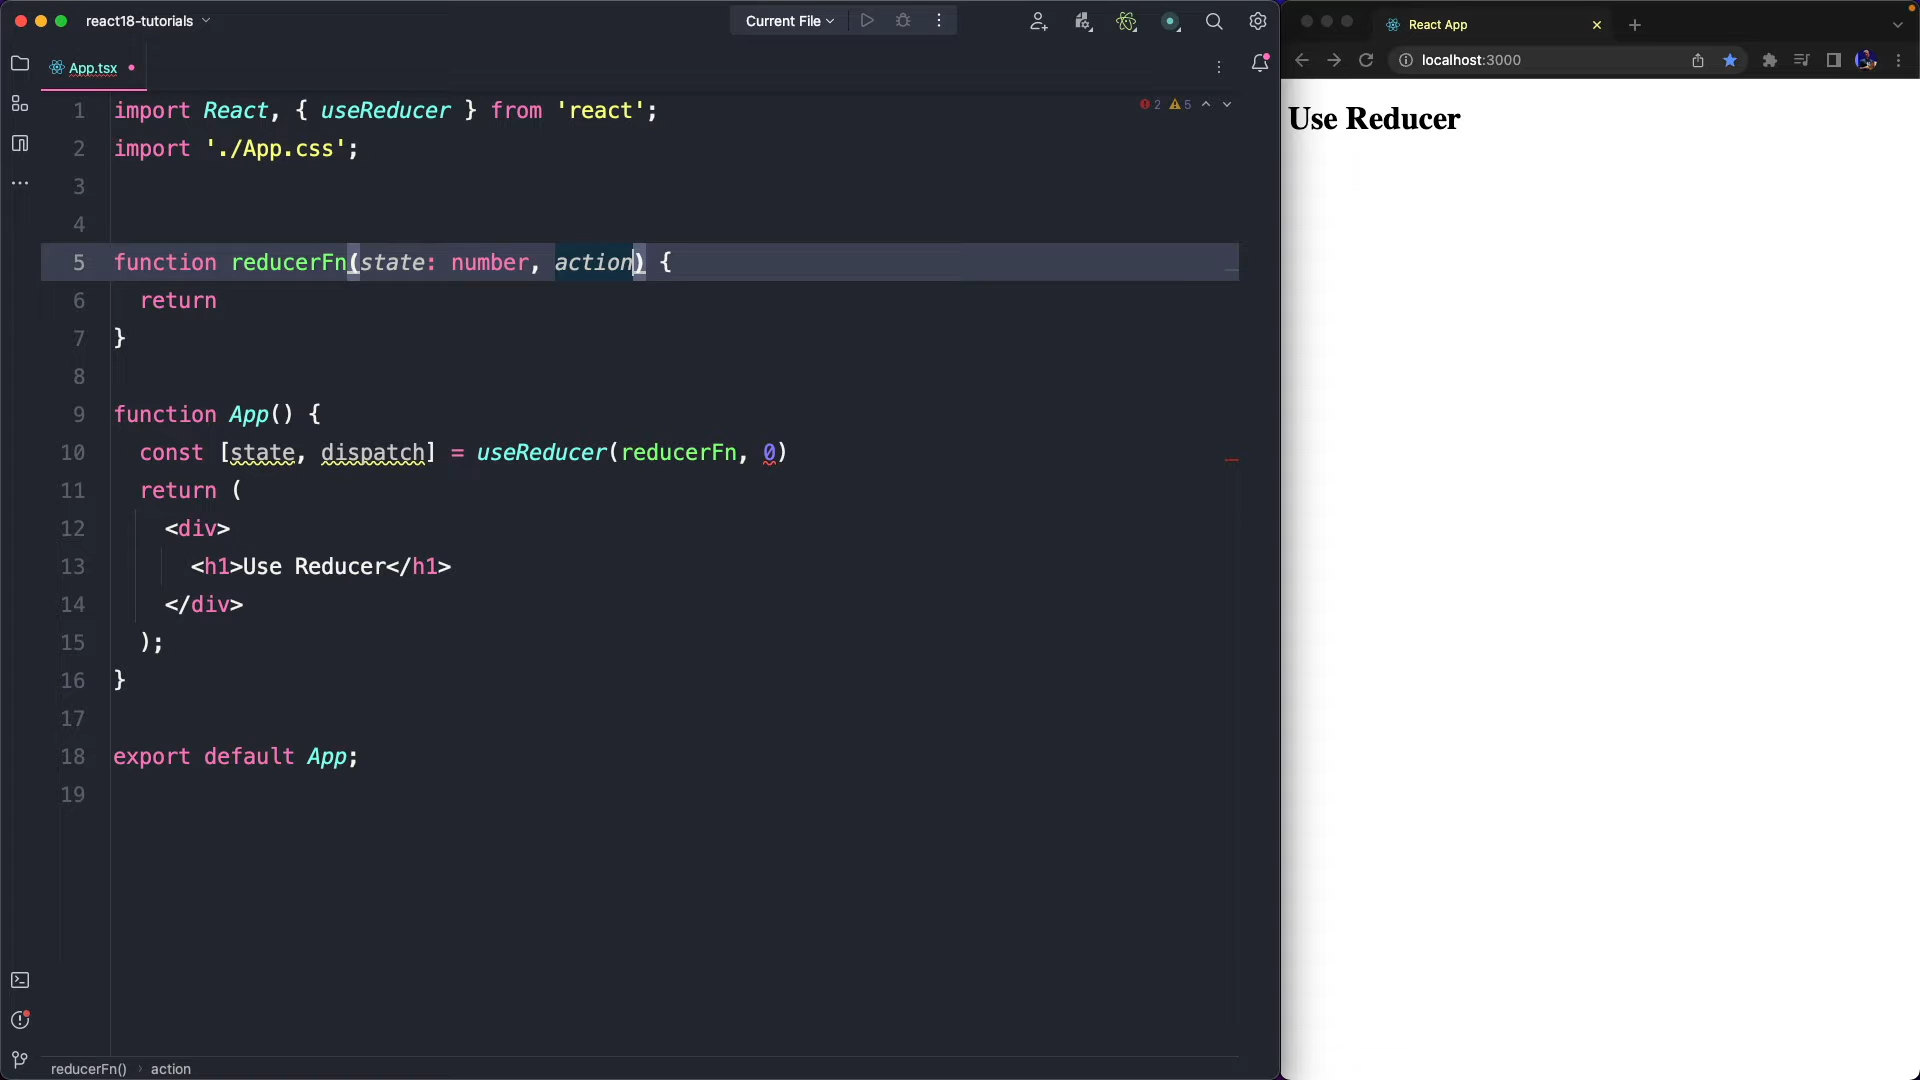 react18-tutorials
Current File
React App
localhost:3000
App.tsx
2 5
1 import React, { useReducer } from 'react';
2 import './App.css';
3
4
5 function reducerFn(state: number, action) {
6 return
7 }
8
9 function App() {
10 const [state, dispatch] = useReducer(reducerFn, 0)
11 return (
12 <div>
13 <h1>Use Reducer</h1>
14 </div>
15 );
16 }
17
18 export default App;
19
reducerFn() › action
Use Reducer